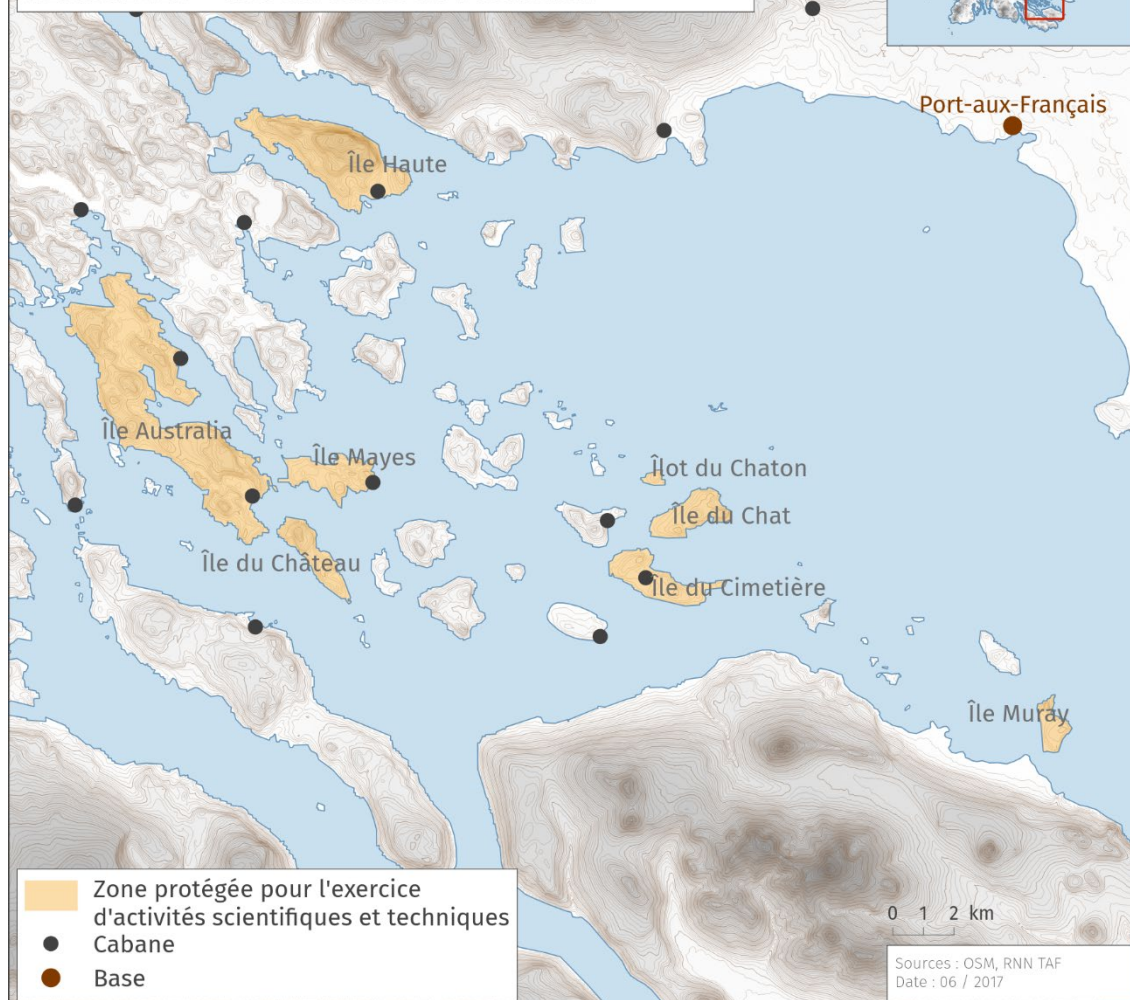 Port-aux-Français
Île Haute
Île Australia
Île Mayes
Îlot du Chaton
Île du Chat
Île du Château
Île du Cimetière
Île Muray
Zone protégée pour l'exercice
d'activités scientifiques et techniques
Cabane
Base
0 1 2 km
Sources : OSM, RNN TAF
Date : 06 / 2017